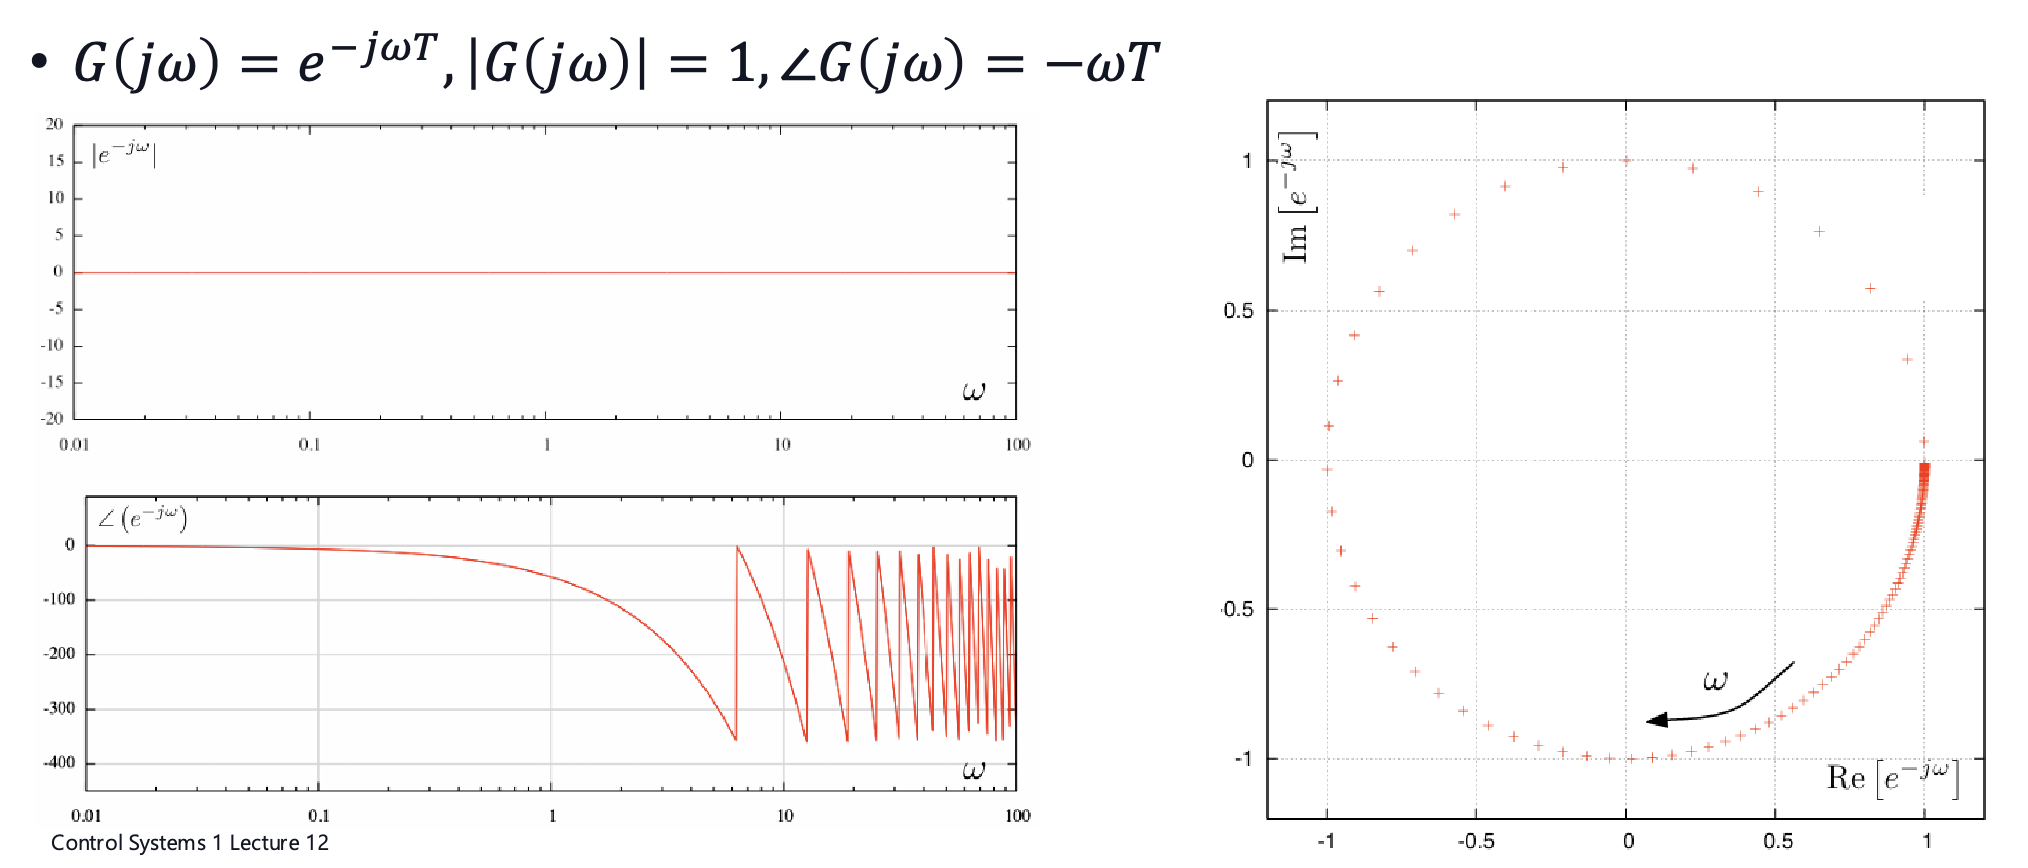 • G(jω) = e^{−jωT}, |G(jω)| = 1, ∠G(jω) = −ωT
20
|e^{−jω}|
15
10
5
0
-5
-10
-15
ω
-20
0.01 0.1 1 10 100
∠(e^{−jω})
0
-100
-200
-300
-400
ω
0.01 0.1 1 10 100
Control Systems 1 Lecture 12
Im [e^{−jω}]
1
0.5
0
-0.5
-1
ω
Re [e^{−jω}]
-1 -0.5 0 0.5 1